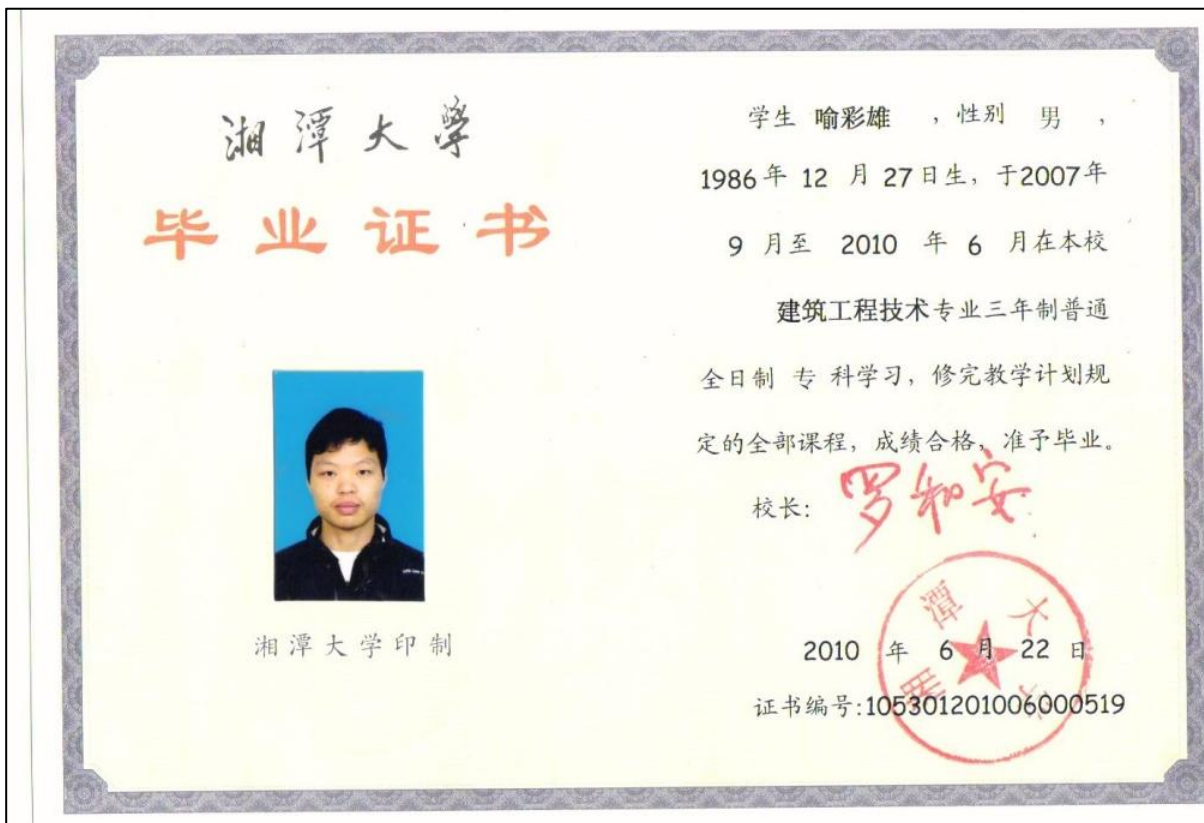 湘潭大學
毕业证书
湘潭大学印制
学生 喻彩雄 ，性别 男 ，
1986年 12 月 27日生，于2007年
9 月至 2010 年 6 月在本校
建筑工程技术专业三年制普通
全日制 专 科学习，修完教学计划规
定的全部课程，成绩合格，准予毕业。
校长：罗和安
湘潭大学
2010 年 6 月 22 日
证书编号:105301201006000519